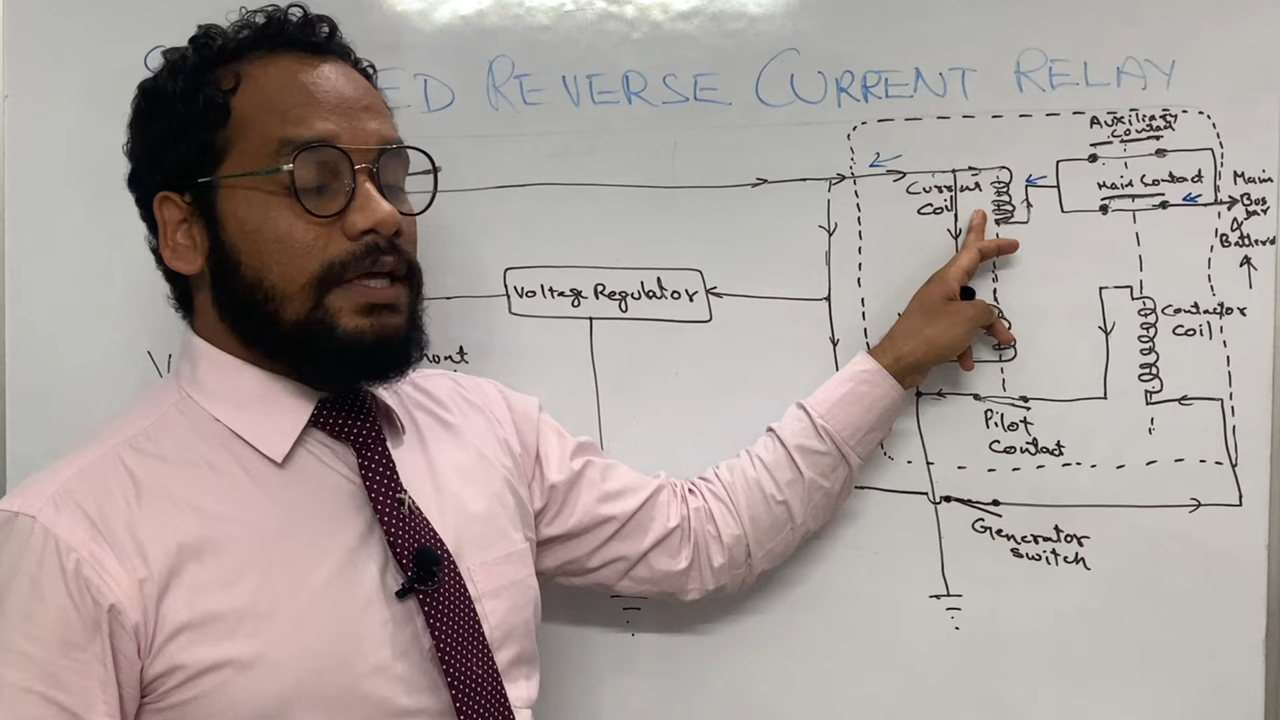 ED REVERSE CURRENT RELAY
Auxiliary
Contact
Current
Coil
Main Contact
Main
Bus
bar
&
Battery
Voltage Regulator
Contactor
Coil
Pilot
Contact
Generator
Switch